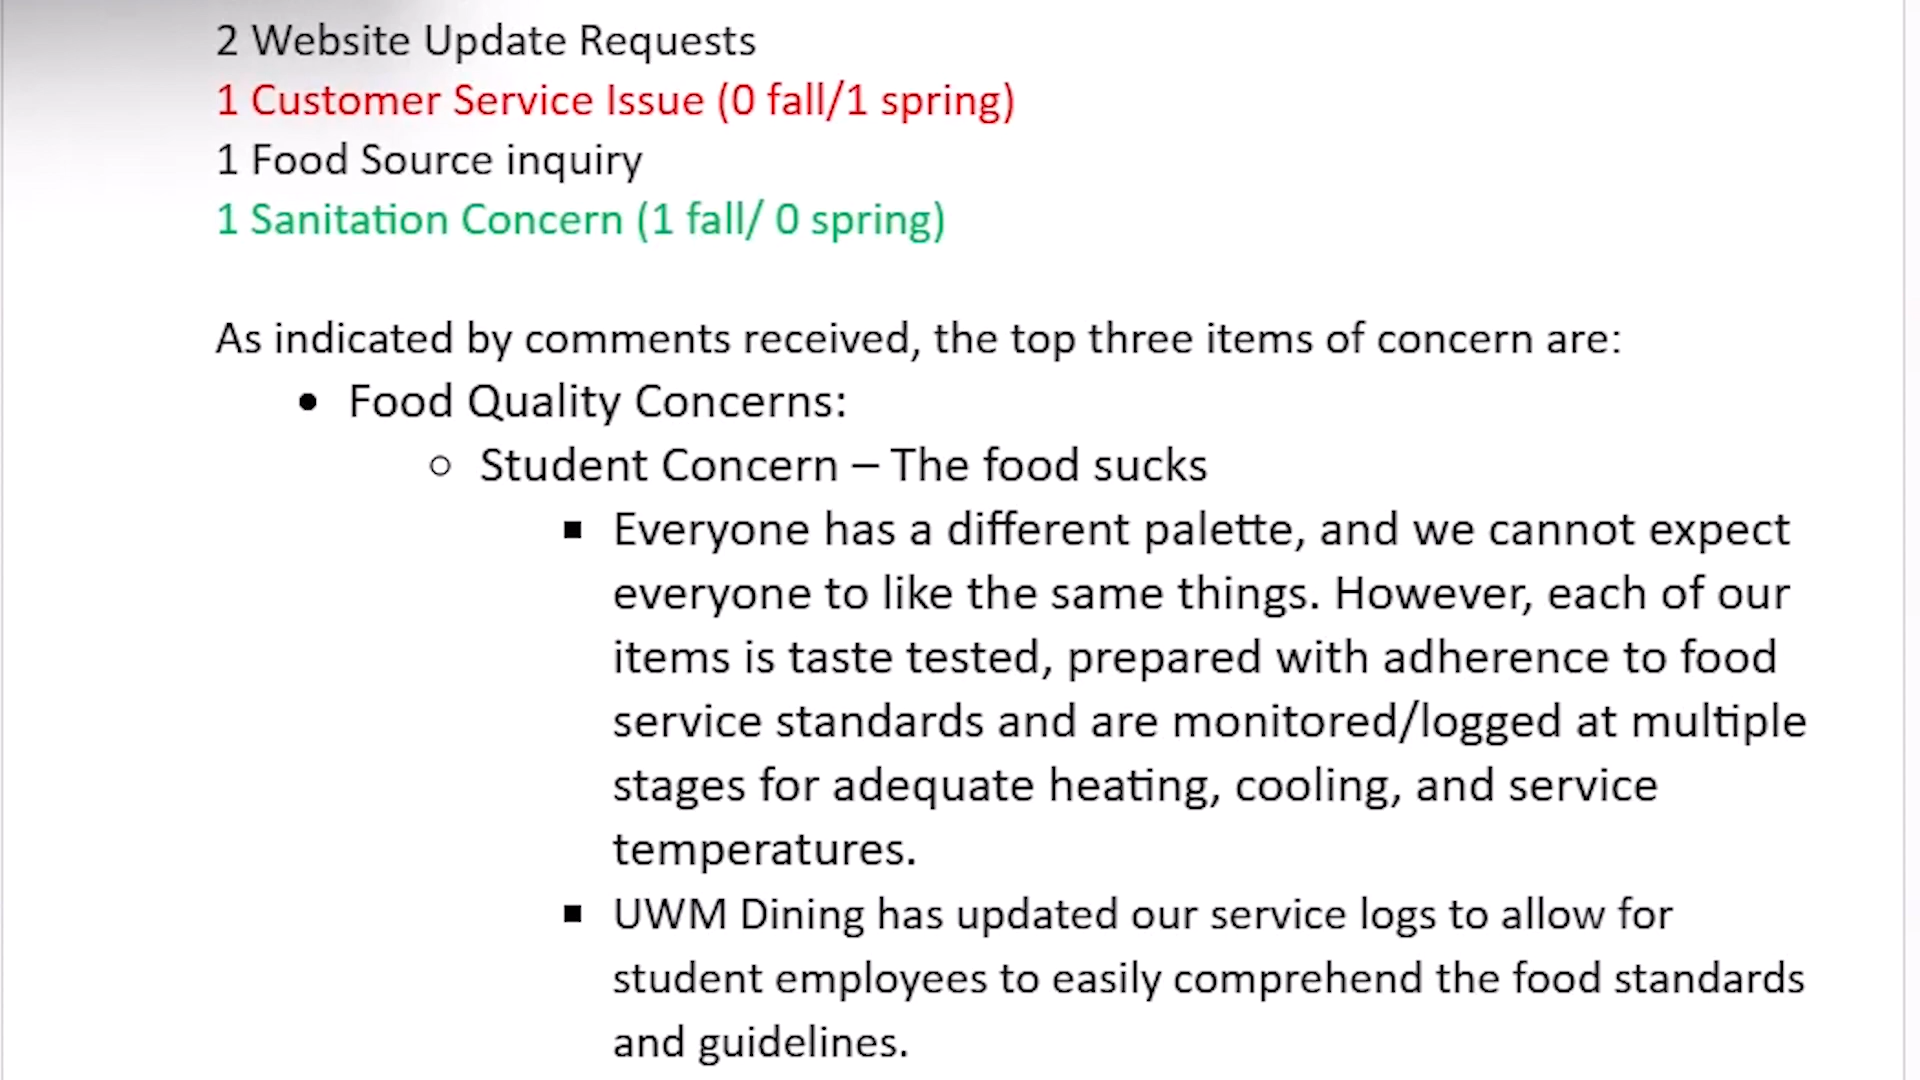 2 Website Update Requests
1 Customer Service Issue (0 fall/1 spring)
1 Food Source inquiry
1 Sanitation Concern (1 fall/ 0 spring)
As indicated by comments received, the top three items of concern are:
• Food Quality Concerns:
○ Student Concern – The food sucks
▪ Everyone has a different palette, and we cannot expect
everyone to like the same things. However, each of our
items is taste tested, prepared with adherence to food
service standards and are monitored/logged at multiple
stages for adequate heating, cooling, and service
temperatures.
▪ UWM Dining has updated our service logs to allow for
student employees to easily comprehend the food standards
and guidelines.